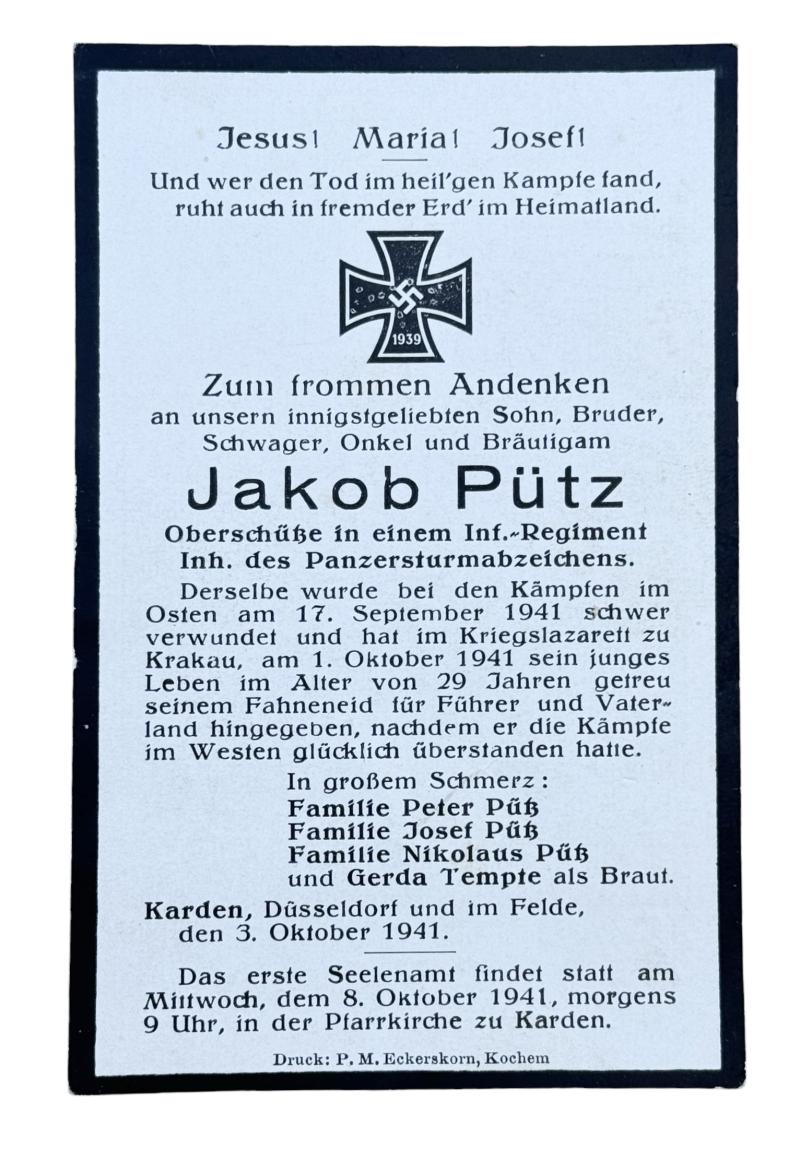 Jesus! Maria! Josef!
Und wer den Tod im heil'gen Kampfe fand,
ruht auch in fremder Erd' im Heimatland.
1939
Zum frommen Andenken
an unsern innigstgeliebten Sohn, Bruder,
Schwager, Onkel und Bräutigam
Jakob Pütz
Oberschütze in einem Inf.-Regiment
Inh. des Panzersturmabzeichens.
Derselbe wurde bei den Kämpfen im
Osten am 17. September 1941 schwer
verwundet und hat im Kriegslazarett zu
Krakau, am 1. Oktober 1941 sein junges
Leben im Alter von 29 Jahren getreu
seinem Fahneneid für Führer und Vater-
land hingegeben, nachdem er die Kämpfe
im Westen glücklich überstanden hatte.
In großem Schmerz:
Familie Peter Pütz
Familie Josef Pütz
Familie Nikolaus Pütz
und Gerda Tempte als Braut.
Karden, Düsseldorf und im Felde,
den 3. Oktober 1941.
Das erste Seelenamt findet statt am
Mittwoch, dem 8. Oktober 1941, morgens
9 Uhr, in der Pfarrkirche zu Karden.
Druck: P. M. Eckerskorn, Kochem